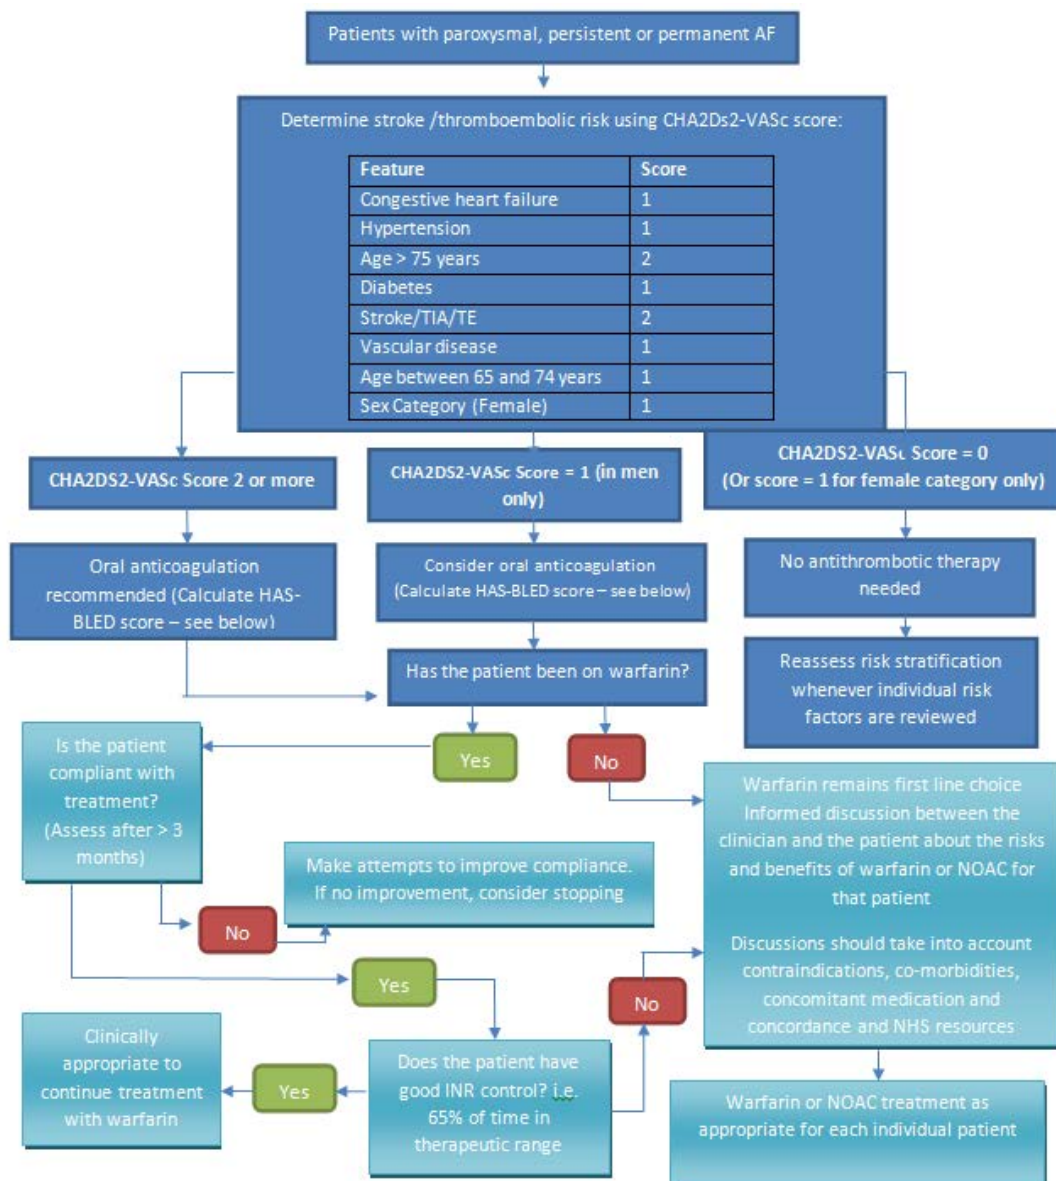 Patients with paroxysmal, persistent or permanent AF
Determine stroke /thromboembolic risk using CHA2Ds2-VASc score:
Feature Score
Congestive heart failure 1
Hypertension 1
Age > 75 years 2
Diabetes 1
Stroke/TIA/TE 2
Vascular disease 1
Age between 65 and 74 years 1
Sex Category (Female) 1
CHA2DS2-VASc Score 2 or more
CHA2DS2-VASc Score = 1 (in men
only)
CHA2DS2-VASc Score = 0
(Or score = 1 for female category only)
Oral anticoagulation
recommended (Calculate HAS-
BLED score – see below)
Consider oral anticoagulation
(Calculate HAS-BLED score – see below)
No antithrombotic therapy
needed
Has the patient been on warfarin?
Reassess risk stratification
whenever individual risk
factors are reviewed
Yes
No
Is the patient
compliant with
treatment?
(Assess after > 3
months)
Make attempts to improve compliance.
If no improvement, consider stopping
No
Warfarin remains first line choice
Informed discussion between the
clinician and the patient about the risks
and benefits of warfarin or NOAC for
that patient
Discussions should take into account
contraindications, co-morbidities,
concomitant medication and
concordance and NHS resources
Yes
No
Clinically
appropriate to
continue treatment
with warfarin
Yes
Does the patient have
good INR control? i.e.
65% of time in
therapeutic range
Warfarin or NOAC treatment as
appropriate for each individual patient